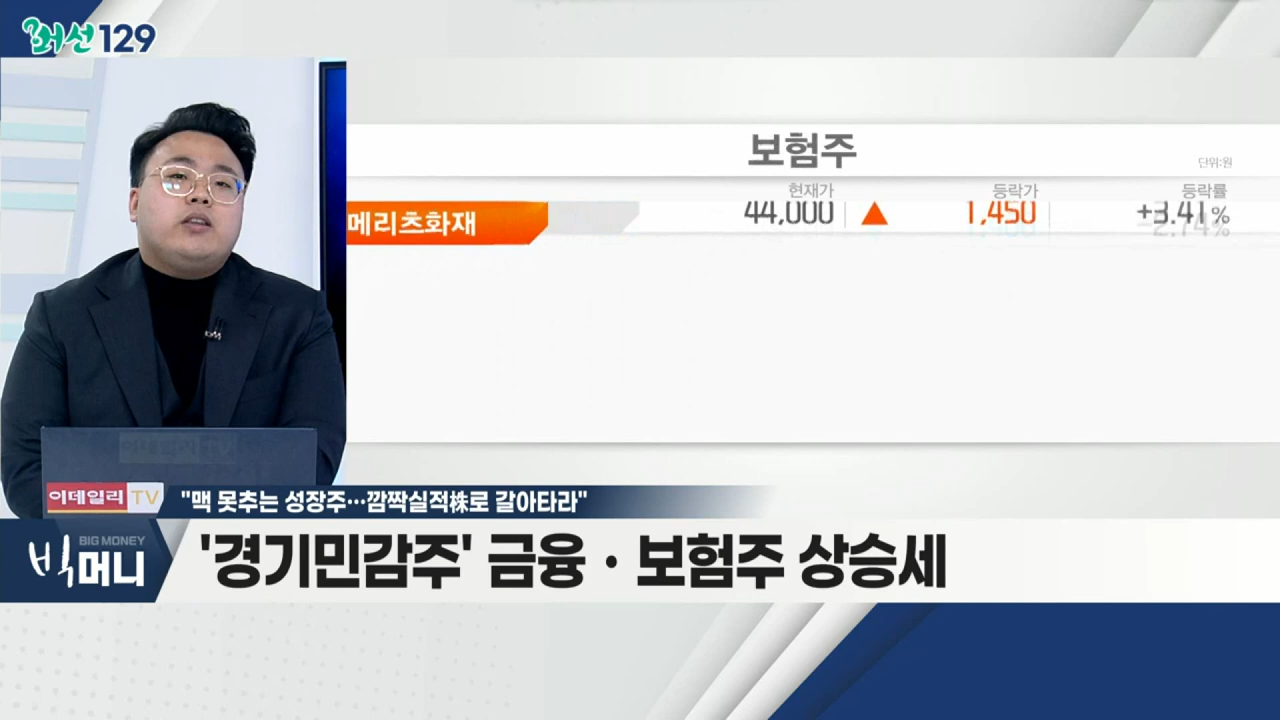 머선129
보험주
단위:원
현재가 등락가 등락률
메리츠화재 44,000 ▲ 1,450 +3.41%
이데일리TV
"맥 못추는 성장주…깜짝실적株로 갈아타라"
BIG MONEY
빅머니
'경기민감주' 금융·보험주 상승세